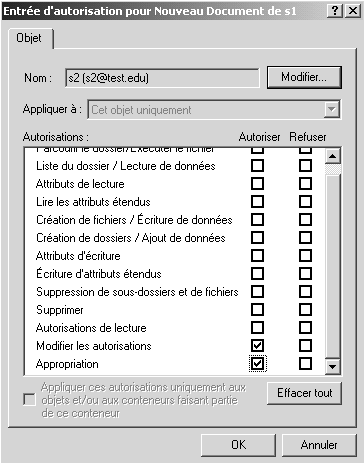 Entrée d'autorisation pour Nouveau Document de s1
Objet
Nom : s2 (s2@test.edu) Modifier...
Appliquer à : Cet objet uniquement
Autorisations : Autoriser Refuser
Parcourir le dossier/Exécuter le fichier
Liste du dossier / Lecture de données
Attributs de lecture
Lire les attributs étendus
Création de fichiers / Écriture de données
Création de dossiers / Ajout de données
Attributs d'écriture
Écriture d'attributs étendus
Suppression de sous-dossiers et de fichiers
Supprimer
Autorisations de lecture
Modifier les autorisations
Appropriation
Appliquer ces autorisations uniquement aux
objets et/ou aux conteneurs faisant partie
de ce conteneur
Effacer tout
OK Annuler